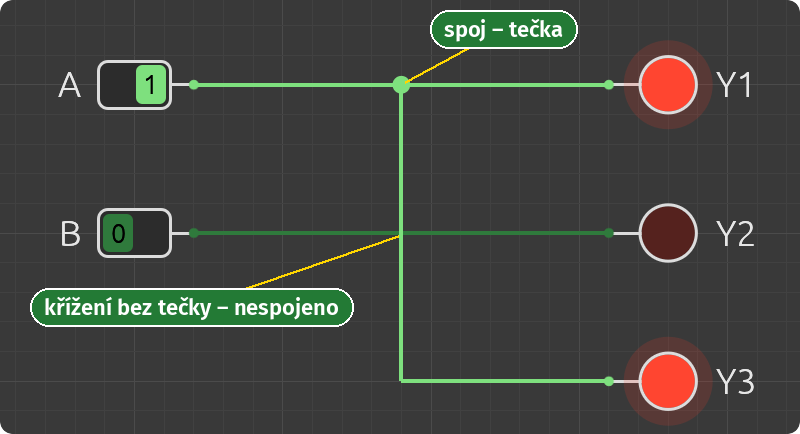 spoj – tečka
A 1 Y1
B 0 Y2
křížení bez tečky – nespojeno
Y3